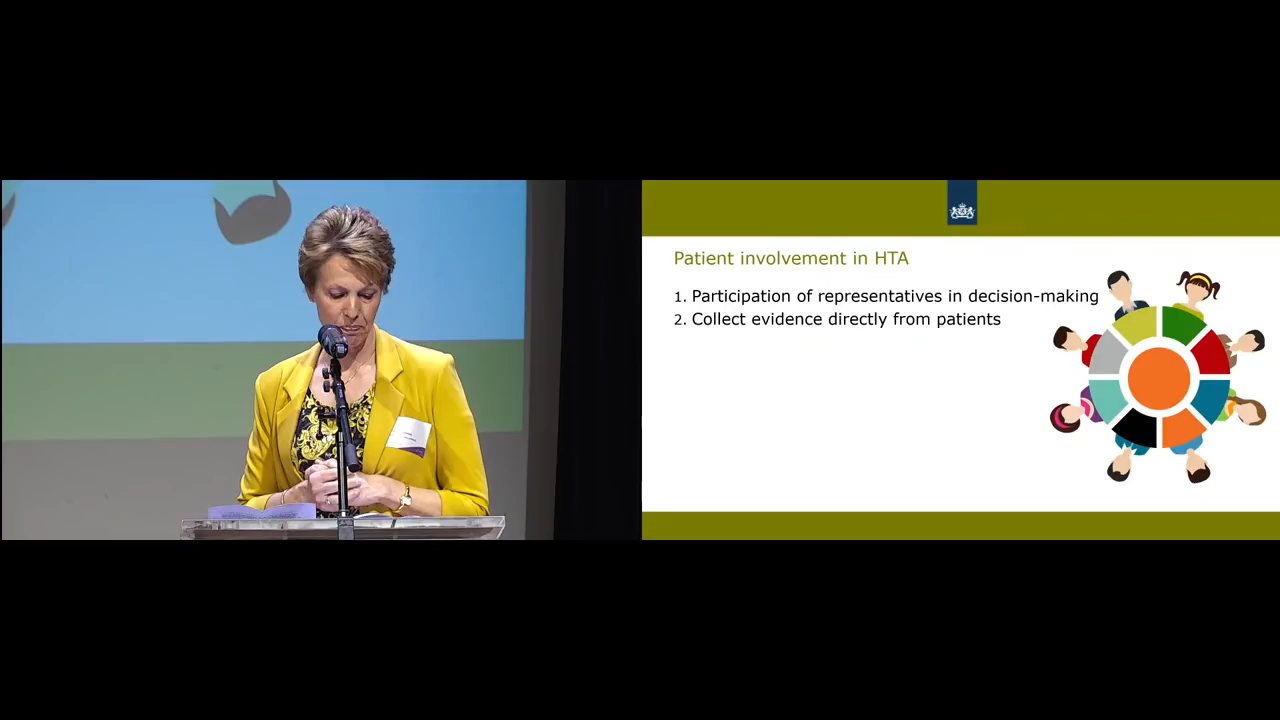 Patient involvement in HTA
1. Participation of representatives in decision-making
2. Collect evidence directly from patients